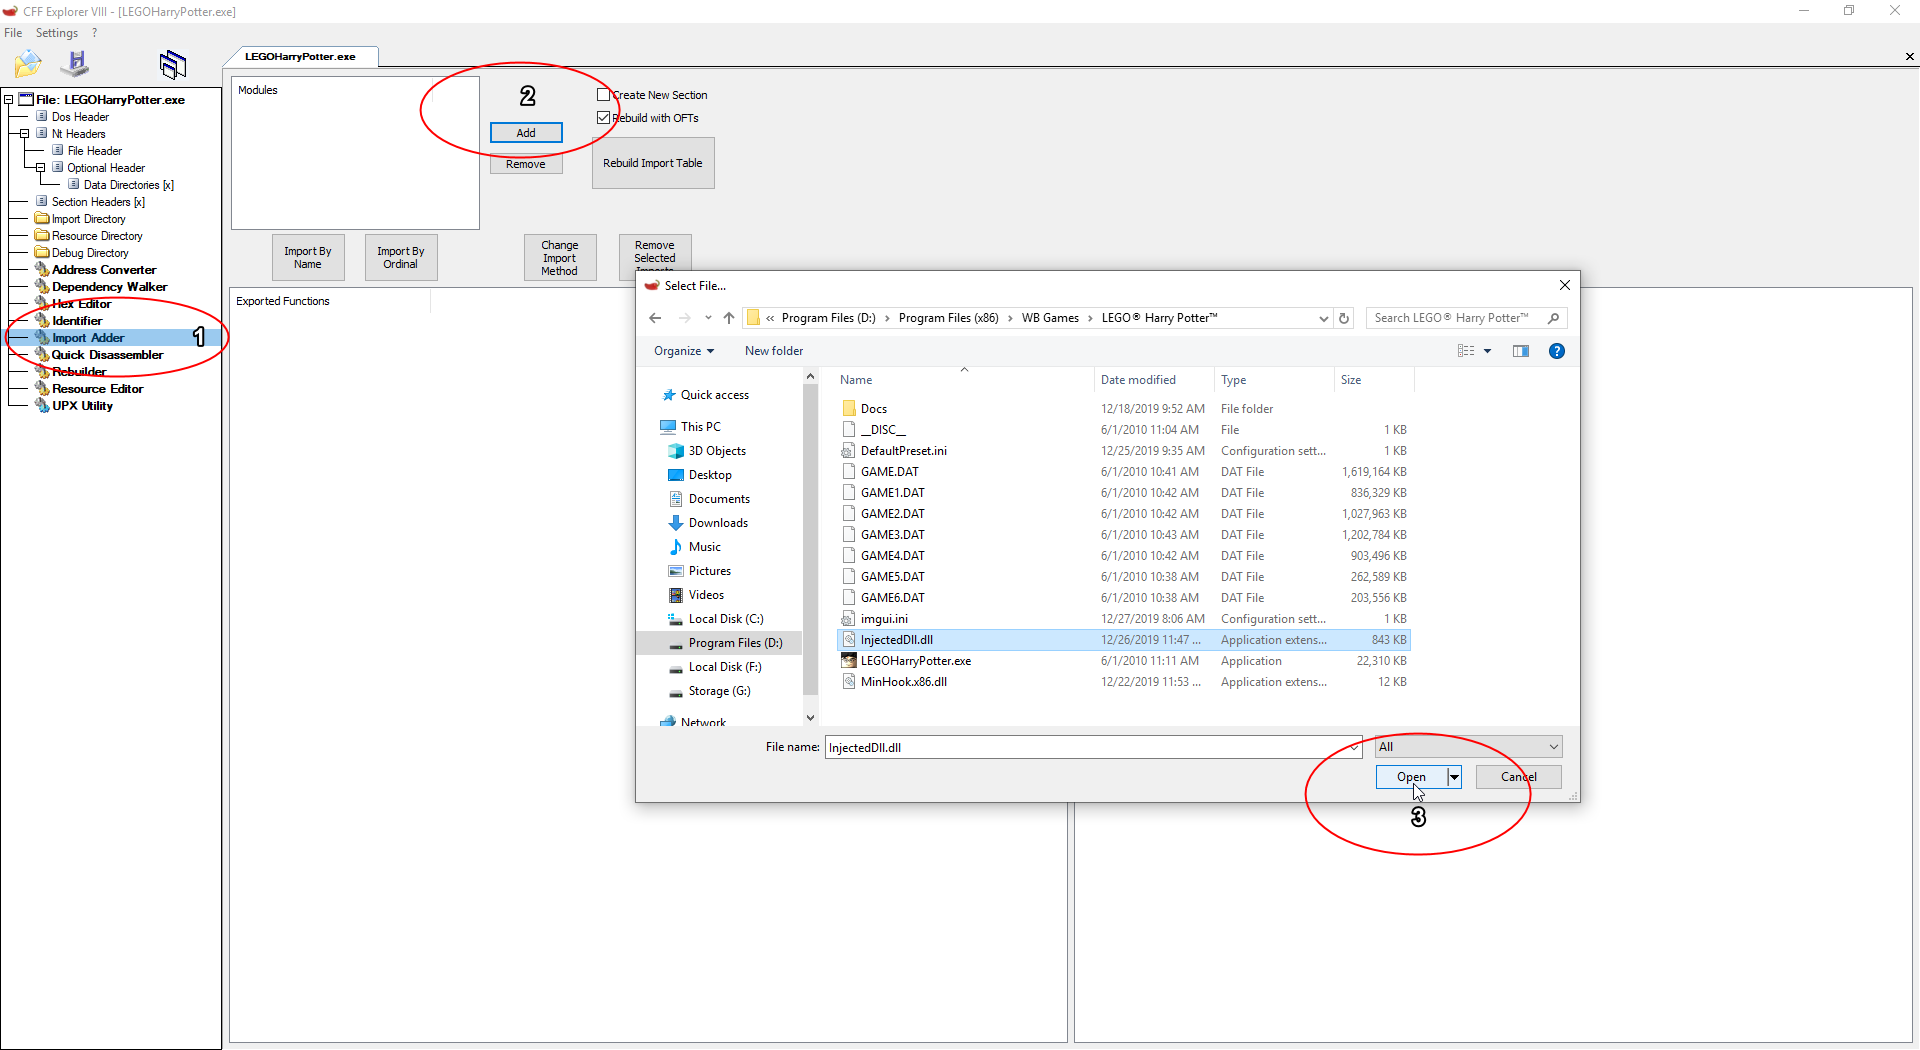 CFF Explorer VIII - [LEGOHarryPotter.exe]
File Settings ?
LEGOHarryPotter.exe
File: LEGOHarryPotter.exe
Dos Header
Nt Headers
File Header
Optional Header
Data Directories [x]
Section Headers [x]
Import Directory
Resource Directory
Debug Directory
Address Converter
Dependency Walker
Hex Editor
Identifier
Import Adder
1
Quick Disassembler
Rebuilder
Resource Editor
UPX Utility
Modules
2
Add
Remove
Create New Section
Rebuild with OFTs
Rebuild Import Table
Import By
Name
Import By
Ordinal
Change
Import
Method
Remove
Selected
Imports
Exported Functions
Select File...
« Program Files (D:) › Program Files (x86) › WB Games › LEGO® Harry Potter™
Search LEGO® Harry Potter™
Organize New folder
Quick access
This PC
3D Objects
Desktop
Documents
Downloads
Music
Pictures
Videos
Local Disk (C:)
Program Files (D:)
Local Disk (F:)
Storage (G:)
Network
Name Date modified Type Size
Docs 12/18/2019 9:52 AM File folder
__DISC__ 6/1/2010 11:04 AM File 1 KB
DefaultPreset.ini 12/25/2019 9:35 AM Configuration sett... 1 KB
GAME.DAT 6/1/2010 10:41 AM DAT File 1,619,164 KB
GAME1.DAT 6/1/2010 10:42 AM DAT File 836,329 KB
GAME2.DAT 6/1/2010 10:42 AM DAT File 1,027,963 KB
GAME3.DAT 6/1/2010 10:43 AM DAT File 1,202,784 KB
GAME4.DAT 6/1/2010 10:42 AM DAT File 903,496 KB
GAME5.DAT 6/1/2010 10:38 AM DAT File 262,589 KB
GAME6.DAT 6/1/2010 10:38 AM DAT File 203,556 KB
imgui.ini 12/27/2019 8:06 AM Configuration sett... 1 KB
InjectedDll.dll 12/26/2019 11:47 ... Application extens... 843 KB
LEGOHarryPotter.exe 6/1/2010 11:11 AM Application 22,310 KB
MinHook.x86.dll 12/22/2019 11:53 ... Application extens... 12 KB
File name: InjectedDll.dll
All
Open
Cancel
3